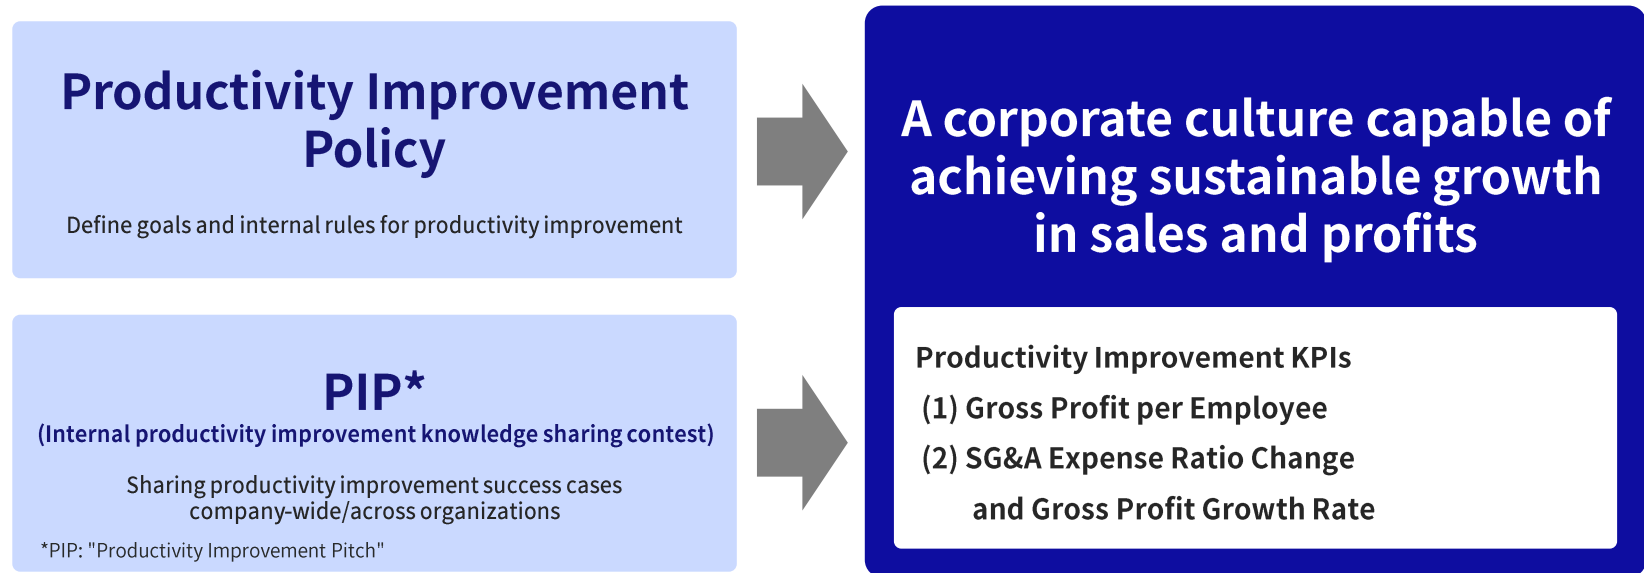 Productivity Improvement
Policy
Define goals and internal rules for productivity improvement
PIP*
(Internal productivity improvement knowledge sharing contest)
Sharing productivity improvement success cases
company-wide/across organizations
*PIP: "Productivity Improvement Pitch"
A corporate culture capable of
achieving sustainable growth
in sales and profits
Productivity Improvement KPIs
(1) Gross Profit per Employee
(2) SG&A Expense Ratio Change
and Gross Profit Growth Rate